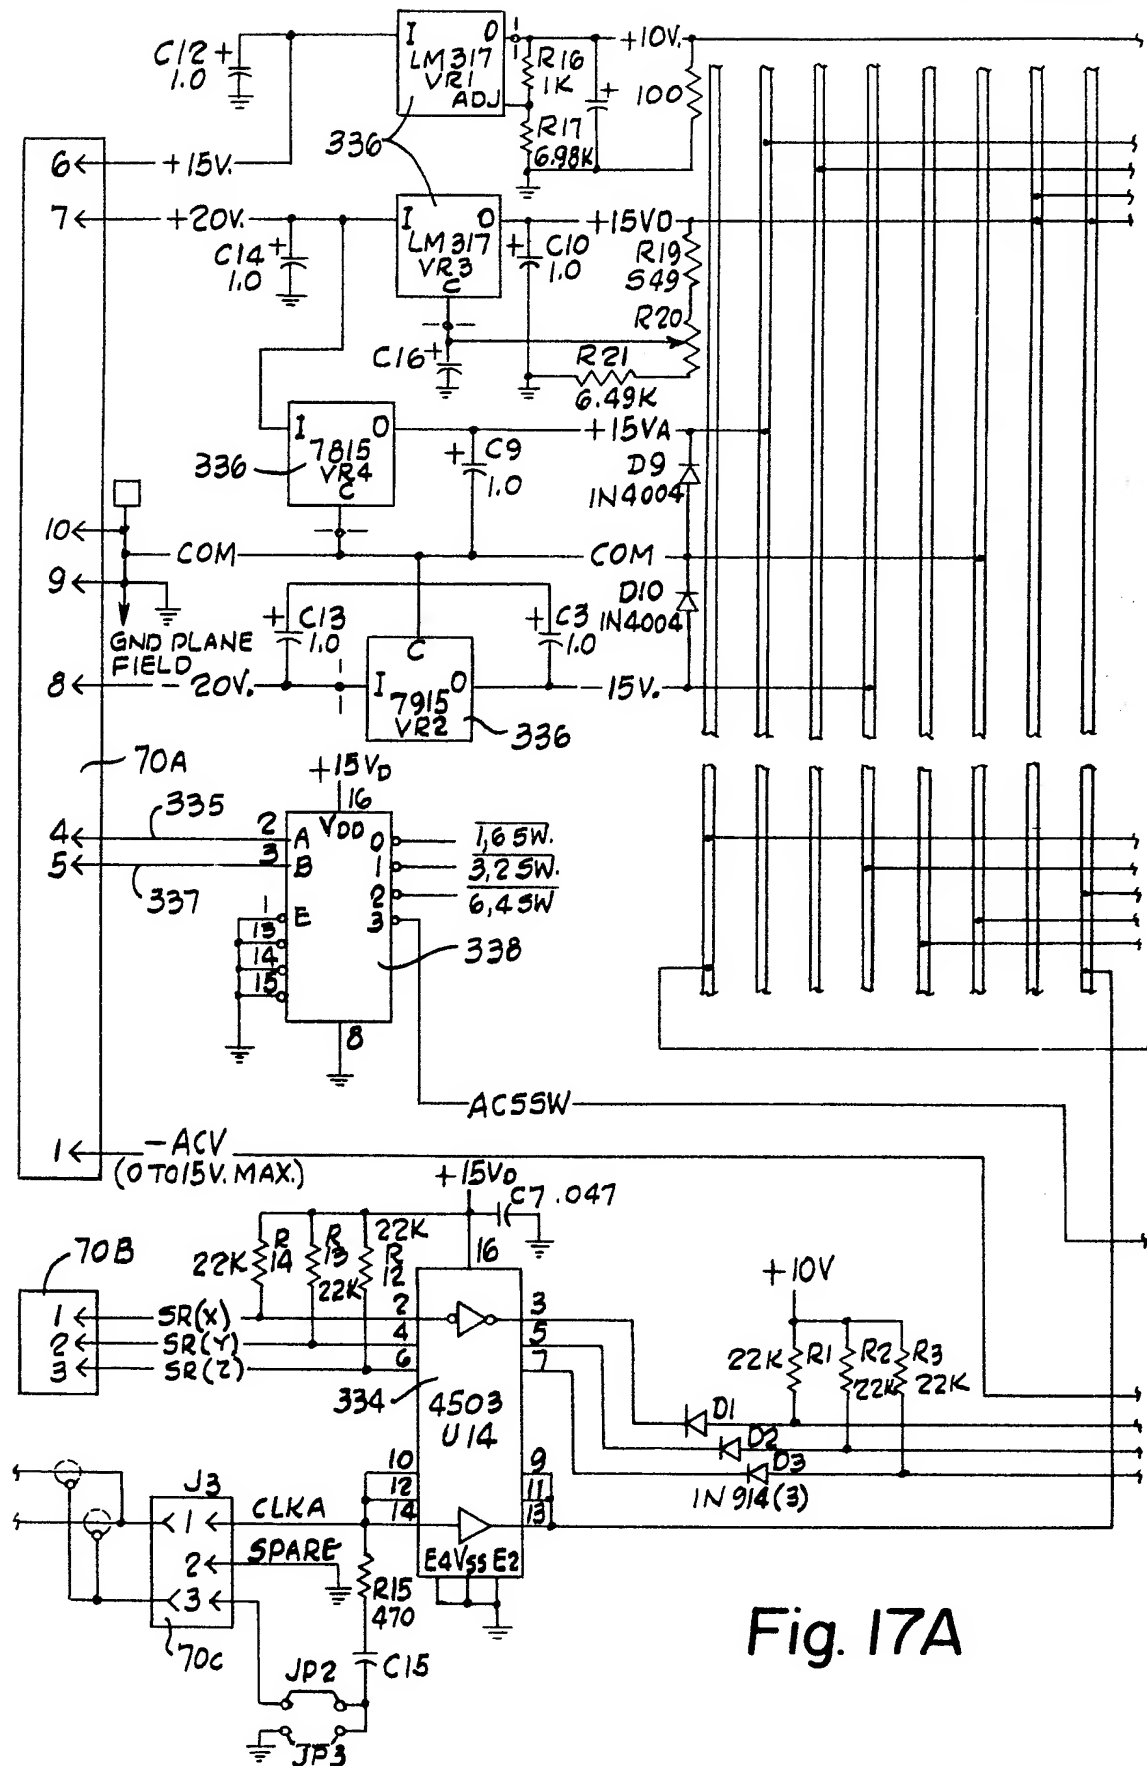 C12 +
1.0
I O
LM317
VR1
ADJ
R16
1K
R17
6.98K
+
+10V.
100
336
6 +15V.
7 +20V.
C14 +
1.0
I O
LM317
VR3
C
+ C10
1.0
+15VD
R19
S49
R20
C16 +
R21
6.49K
I O
7815
VR4
C
336
+ C9
1.0
+15VA
D9
IN4004
10
COM
COM
9
GND PLANE
FIELD
+ C13
1.0
+ C3
1.0
D10
IN4004
C
8 - 20V.
I O
7915
VR2
-15V.
336
70A
+15VD
16
VDD
335
4
2 A
0 1,6SW.
5
3 B
1 3,2SW.
337
2 6,4SW
1 E
3
13
14
15
338
8
AC5SW
1 -ACV
(0 TO 15V. MAX.)
+15VD
C7 .047
70B
22K R14
R13 22K
22K R12
16
+10V
1 SR(X) 2 3
2 SR(Y) 4 5
3 SR(Z) 6 7
22K R1
R2 22K
R3 22K
334
4503
U14
D1
D2
D3
IN914(3)
10 9
12 11
14 13
J3
1 CLKA
2 SPARE
3
E4 VSS E2
R15
470
70C
C15
JP2
JP3
Fig. 17A